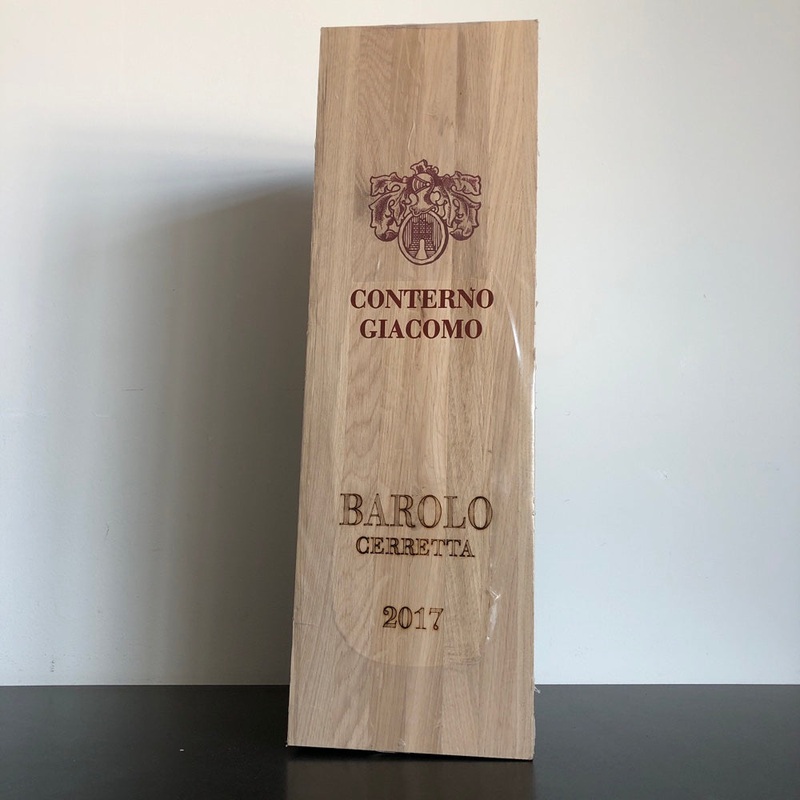 CONTERNO
GIACOMO
BAROLO
CERRETTA
2017